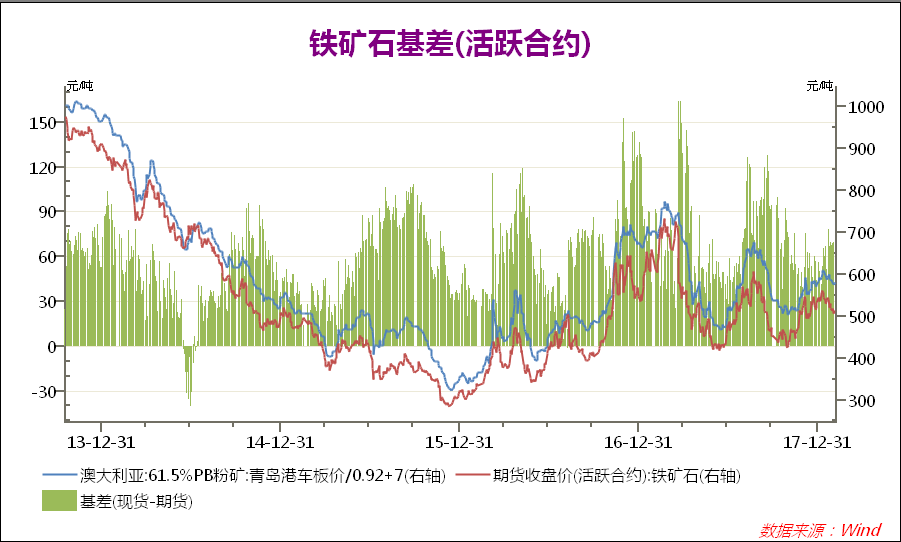 铁矿石基差(活跃合约)
元/吨 元/吨
150 1000
120 900
90 800
60 700
30 600
0 500
-30 400
300
13-12-31 14-12-31 15-12-31 16-12-31 17-12-31
澳大利亚:61.5%PB粉矿:青岛港车板价/0.92+7(右轴) 期货收盘价(活跃合约):铁矿石(右轴)
基差(现货-期货)
数据来源：Wind